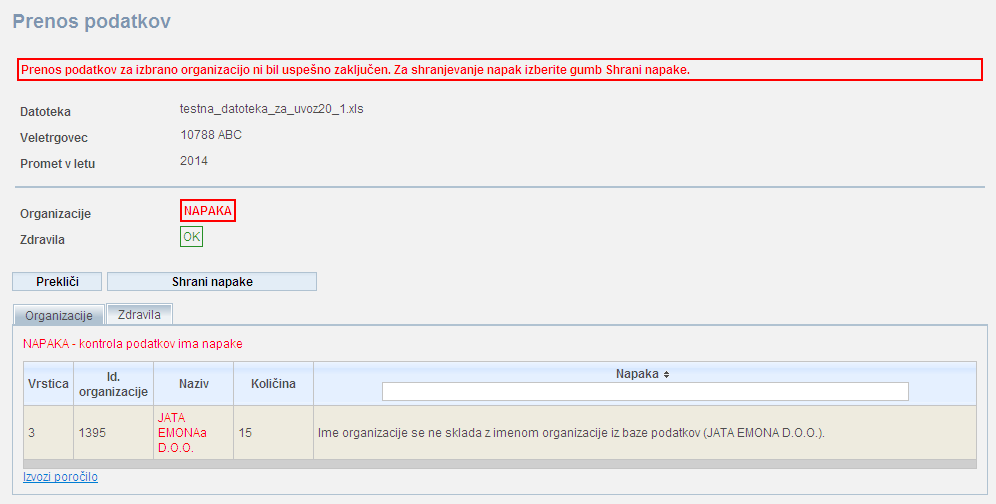 Prenos podatkov
Prenos podatkov za izbrano organizacijo ni bil uspešno zaključen. Za shranjevanje napak izberite gumb Shrani napake.
Datoteka testna_datoteka_za_uvoz20_1.xls
Veletrgovec 10788 ABC
Promet v letu 2014
Organizacije NAPAKA
Zdravila OK
Prekliči Shrani napake
Organizacije Zdravila
NAPAKA - kontrola podatkov ima napake
Vrstica Id. organizacije Naziv Količina Napaka
3 1395 JATA EMONAa D.O.O. 15 Ime organizacije se ne sklada z imenom organizacije iz baze podatkov (JATA EMONA D.O.O.).
Izvozi poročilo